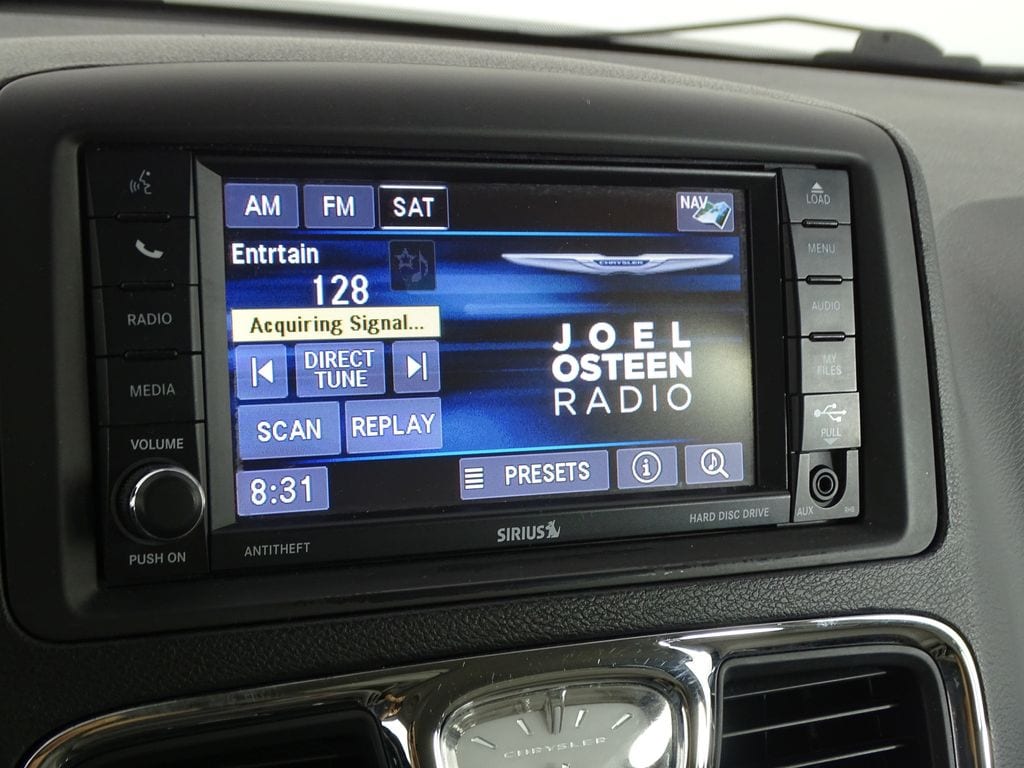 AM FM SAT NAV
Entrtain
128
CHRYSLER
Acquiring Signal...
DIRECT
TUNE
SCAN REPLAY
8:31
PRESETS
JOEL
OSTEEN
RADIO
RADIO
MEDIA
VOLUME
PUSH ON
LOAD
MENU
AUDIO
MY
FILES
PULL
AUX RHB
ANTITHEFT
SIRIUS
HARD DISC DRIVE
CHRYSLER